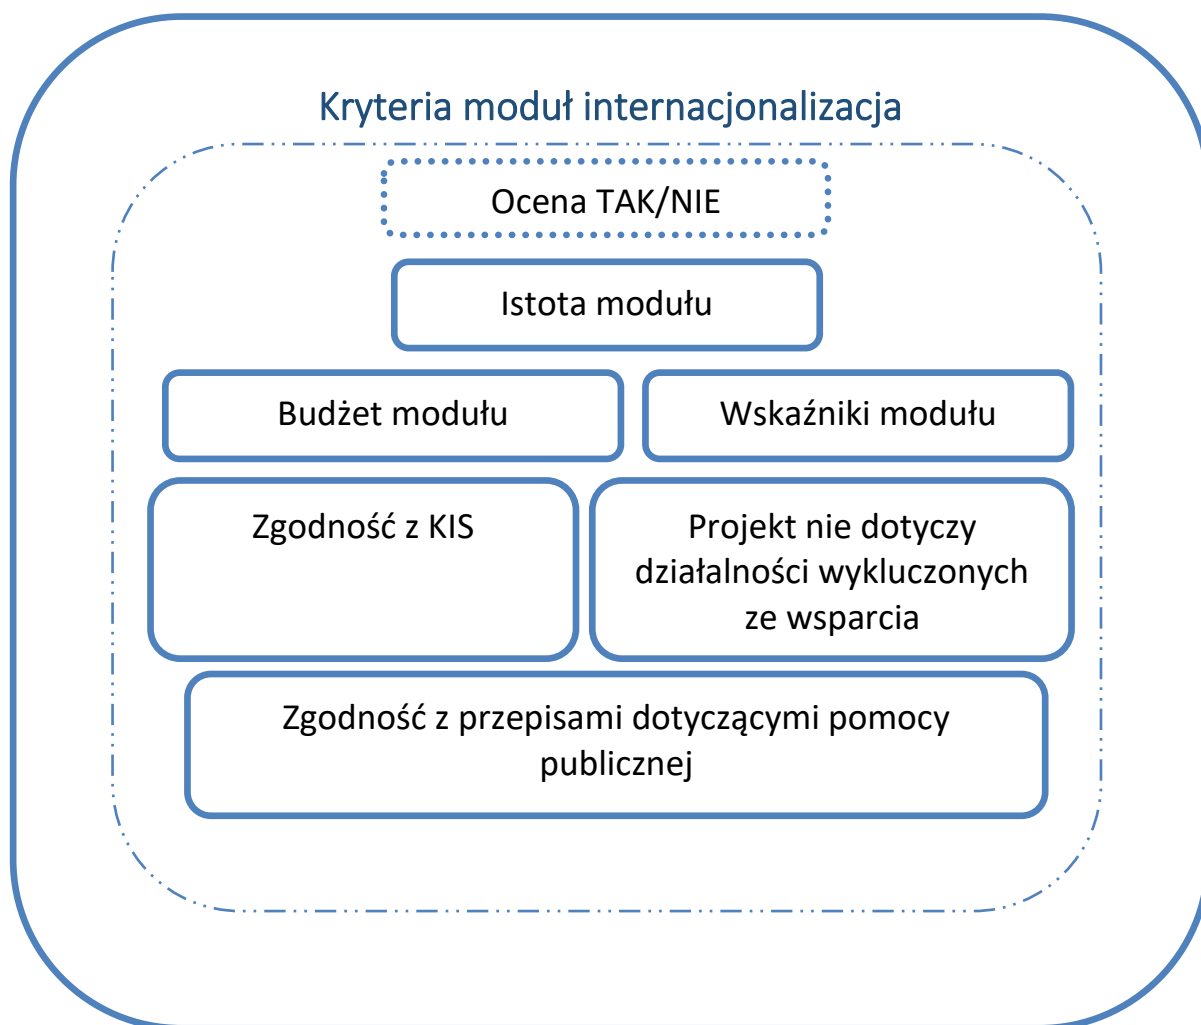 Kryteria moduł internacjonalizacja
Ocena TAK/NIE
Istota modułu
Budżet modułu
Wskaźniki modułu
Zgodność z KIS
Projekt nie dotyczy
działalności wykluczonych
ze wsparcia
Zgodność z przepisami dotyczącymi pomocy
publicznej